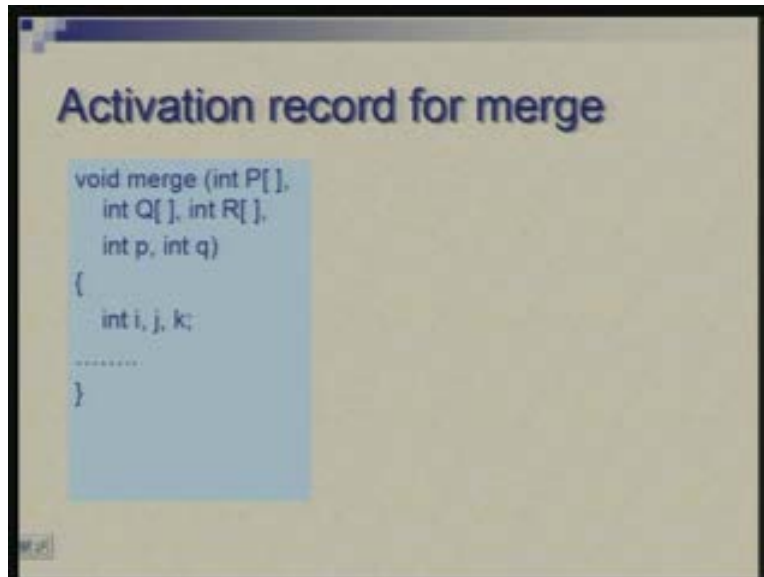 Activation record for merge
void merge (int P[ ],
int Q[ ], int R[ ],
int p, int q)
{
int i, j, k;
........
}